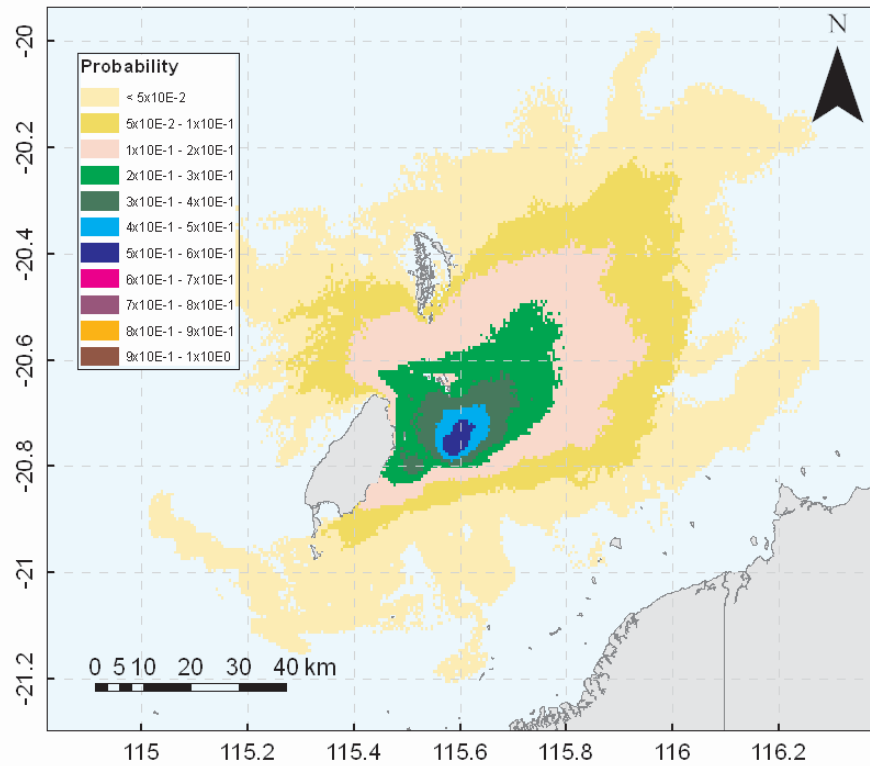 N
Probability
< 5x10E-2
5x10E-2 - 1x10E-1
1x10E-1 - 2x10E-1
2x10E-1 - 3x10E-1
3x10E-1 - 4x10E-1
4x10E-1 - 5x10E-1
5x10E-1 - 6x10E-1
6x10E-1 - 7x10E-1
7x10E-1 - 8x10E-1
8x10E-1 - 9x10E-1
9x10E-1 - 1x10E0
-20
-20.2
-20.4
-20.6
-20.8
-21
-21.2
0 5 10 20 30 40 km
115 115.2 115.4 115.6 115.8 116 116.2